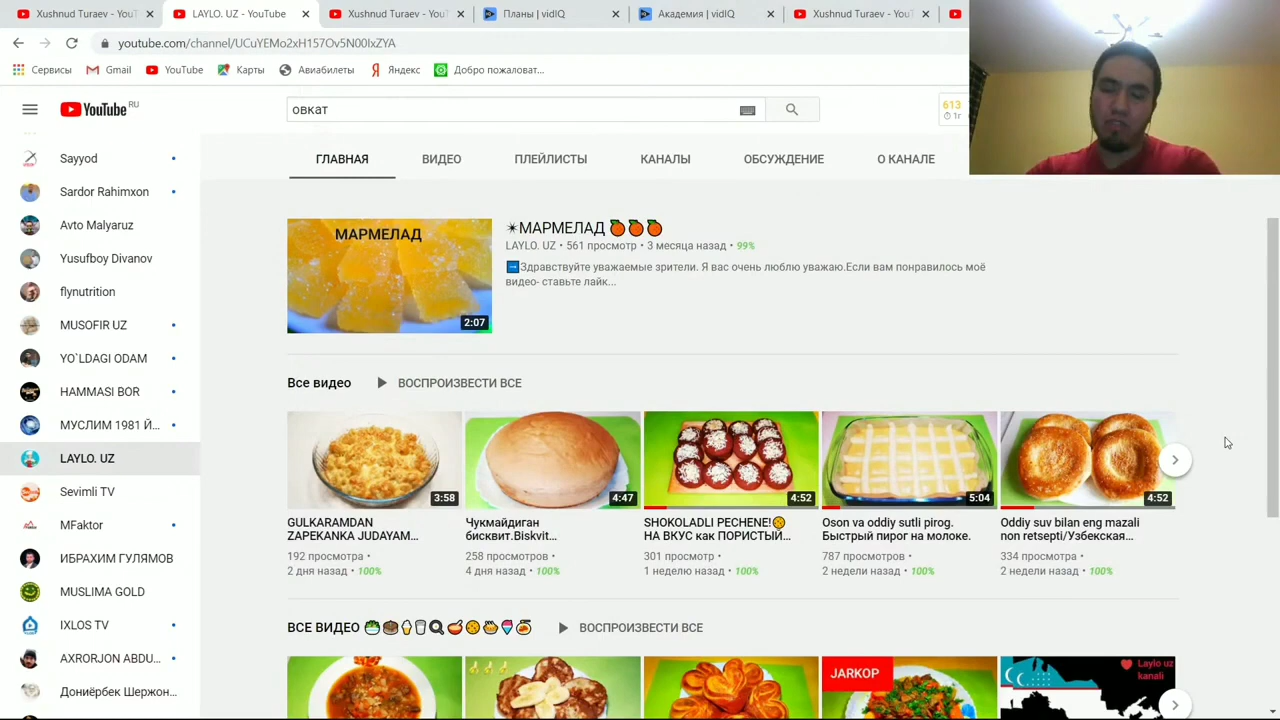 Xushnud Turaev - YouT
LAYLO. UZ - YouTube
Xushnud Turaev - YouT
Планы | vidIQ
Академия | vidIQ
Xushnud Turaev - YouT
youtube.com/channel/UCuYEMo2xH157Ov5N00IxZYA
Сервисы
Gmail
YouTube
Карты
Авиабилеты
Яндекс
Добро пожаловат...
YouTube RU
овкат
613
1г
Sayyod
Sardor Rahimxon
Avto Malyaruz
Yusufboy Divanov
flynutrition
MUSOFIR UZ
YO`LDAGI ODAM
HAMMASI BOR
МУСЛИМ 1981 Й...
LAYLO. UZ
Sevimli TV
MFaktor
ИБРАХИМ ГУЛЯМОВ
MUSLIMA GOLD
IXLOS TV
AXRORJON ABDU...
Дониёрбек Шержон...
ГЛАВНАЯ
ВИДЕО
ПЛЕЙЛИСТЫ
КАНАЛЫ
ОБСУЖДЕНИЕ
О КАНАЛЕ
МАРМЕЛАД
2:07
✴МАРМЕЛАД 🍊🍊🍊
LAYLO. UZ • 561 просмотр • 3 месяца назад • 99%
➡Здравствуйте уважаемые зрители. Я вас очень люблю уважаю.Если вам понравилось моё
видео- ставьте лайк...
Все видео
ВОСПРОИЗВЕСТИ ВСЕ
3:58
4:47
4:52
5:04
4:52
GULKARAMDAN
ZAPEKANKA JUDAYAM...
192 просмотра
2 дня назад • 100%
Чукмайдиган
бисквит.Biskvit...
258 просмотров
4 дня назад • 100%
SHOKOLADLI PECHENE!🍪
НА ВКУС как ПОРИСТЫЙ...
301 просмотр
1 неделю назад • 100%
Oson va oddiy sutli pirog.
Быстрый пирог на молоке.
787 просмотров
2 недели назад • 100%
Oddiy suv bilan eng mazali
non retsepti/Узбекская...
334 просмотра
2 недели назад • 100%
ВСЕ ВИДЕО
ВОСПРОИЗВЕСТИ ВСЕ
JARKOP
Laylo uz
kanali